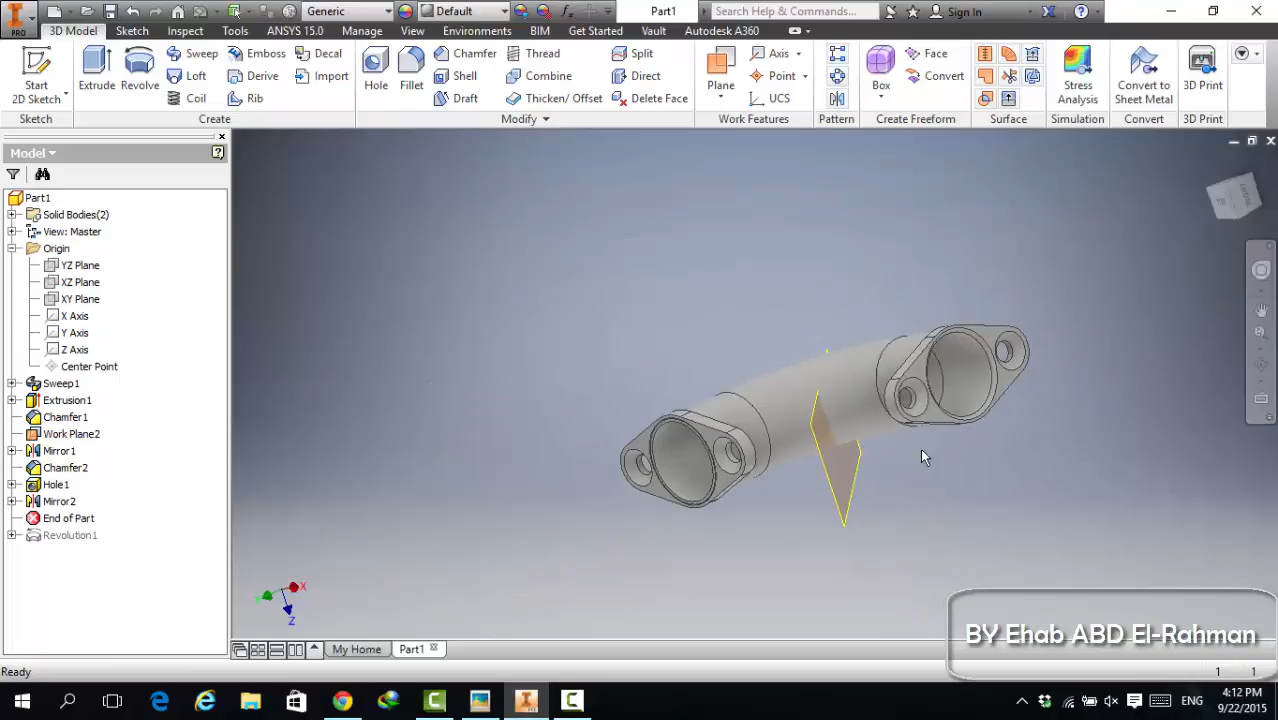 PRO
Generic
Default
Part1
Search Help & Commands...
Sign In
3D Model
Sketch
Inspect
Tools
ANSYS 15.0
Manage
View
Environments
BIM
Get Started
Vault
Autodesk A360
Start
2D Sketch
Sketch
Extrude
Revolve
Sweep
Loft
Coil
Emboss
Derive
Rib
Decal
Import
Create
Hole
Fillet
Chamfer
Shell
Draft
Thread
Combine
Thicken/ Offset
Split
Direct
Delete Face
Modify
Plane
Axis
Point
UCS
Work Features
Pattern
Box
Face
Convert
Create Freeform
Surface
Stress
Analysis
Simulation
Convert to
Sheet Metal
Convert
3D Print
3D Print
Model
Part1
Solid Bodies(2)
View: Master
Origin
YZ Plane
XZ Plane
XY Plane
X Axis
Y Axis
Z Axis
Center Point
Sweep1
Extrusion1
Chamfer1
Work Plane2
Mirror1
Chamfer2
Hole1
Mirror2
End of Part
Revolution1
X
Y
Z
My Home
Part1
BY Ehab ABD El-Rahman
Ready
1 1
ENG
4:12 PM
9/22/2015